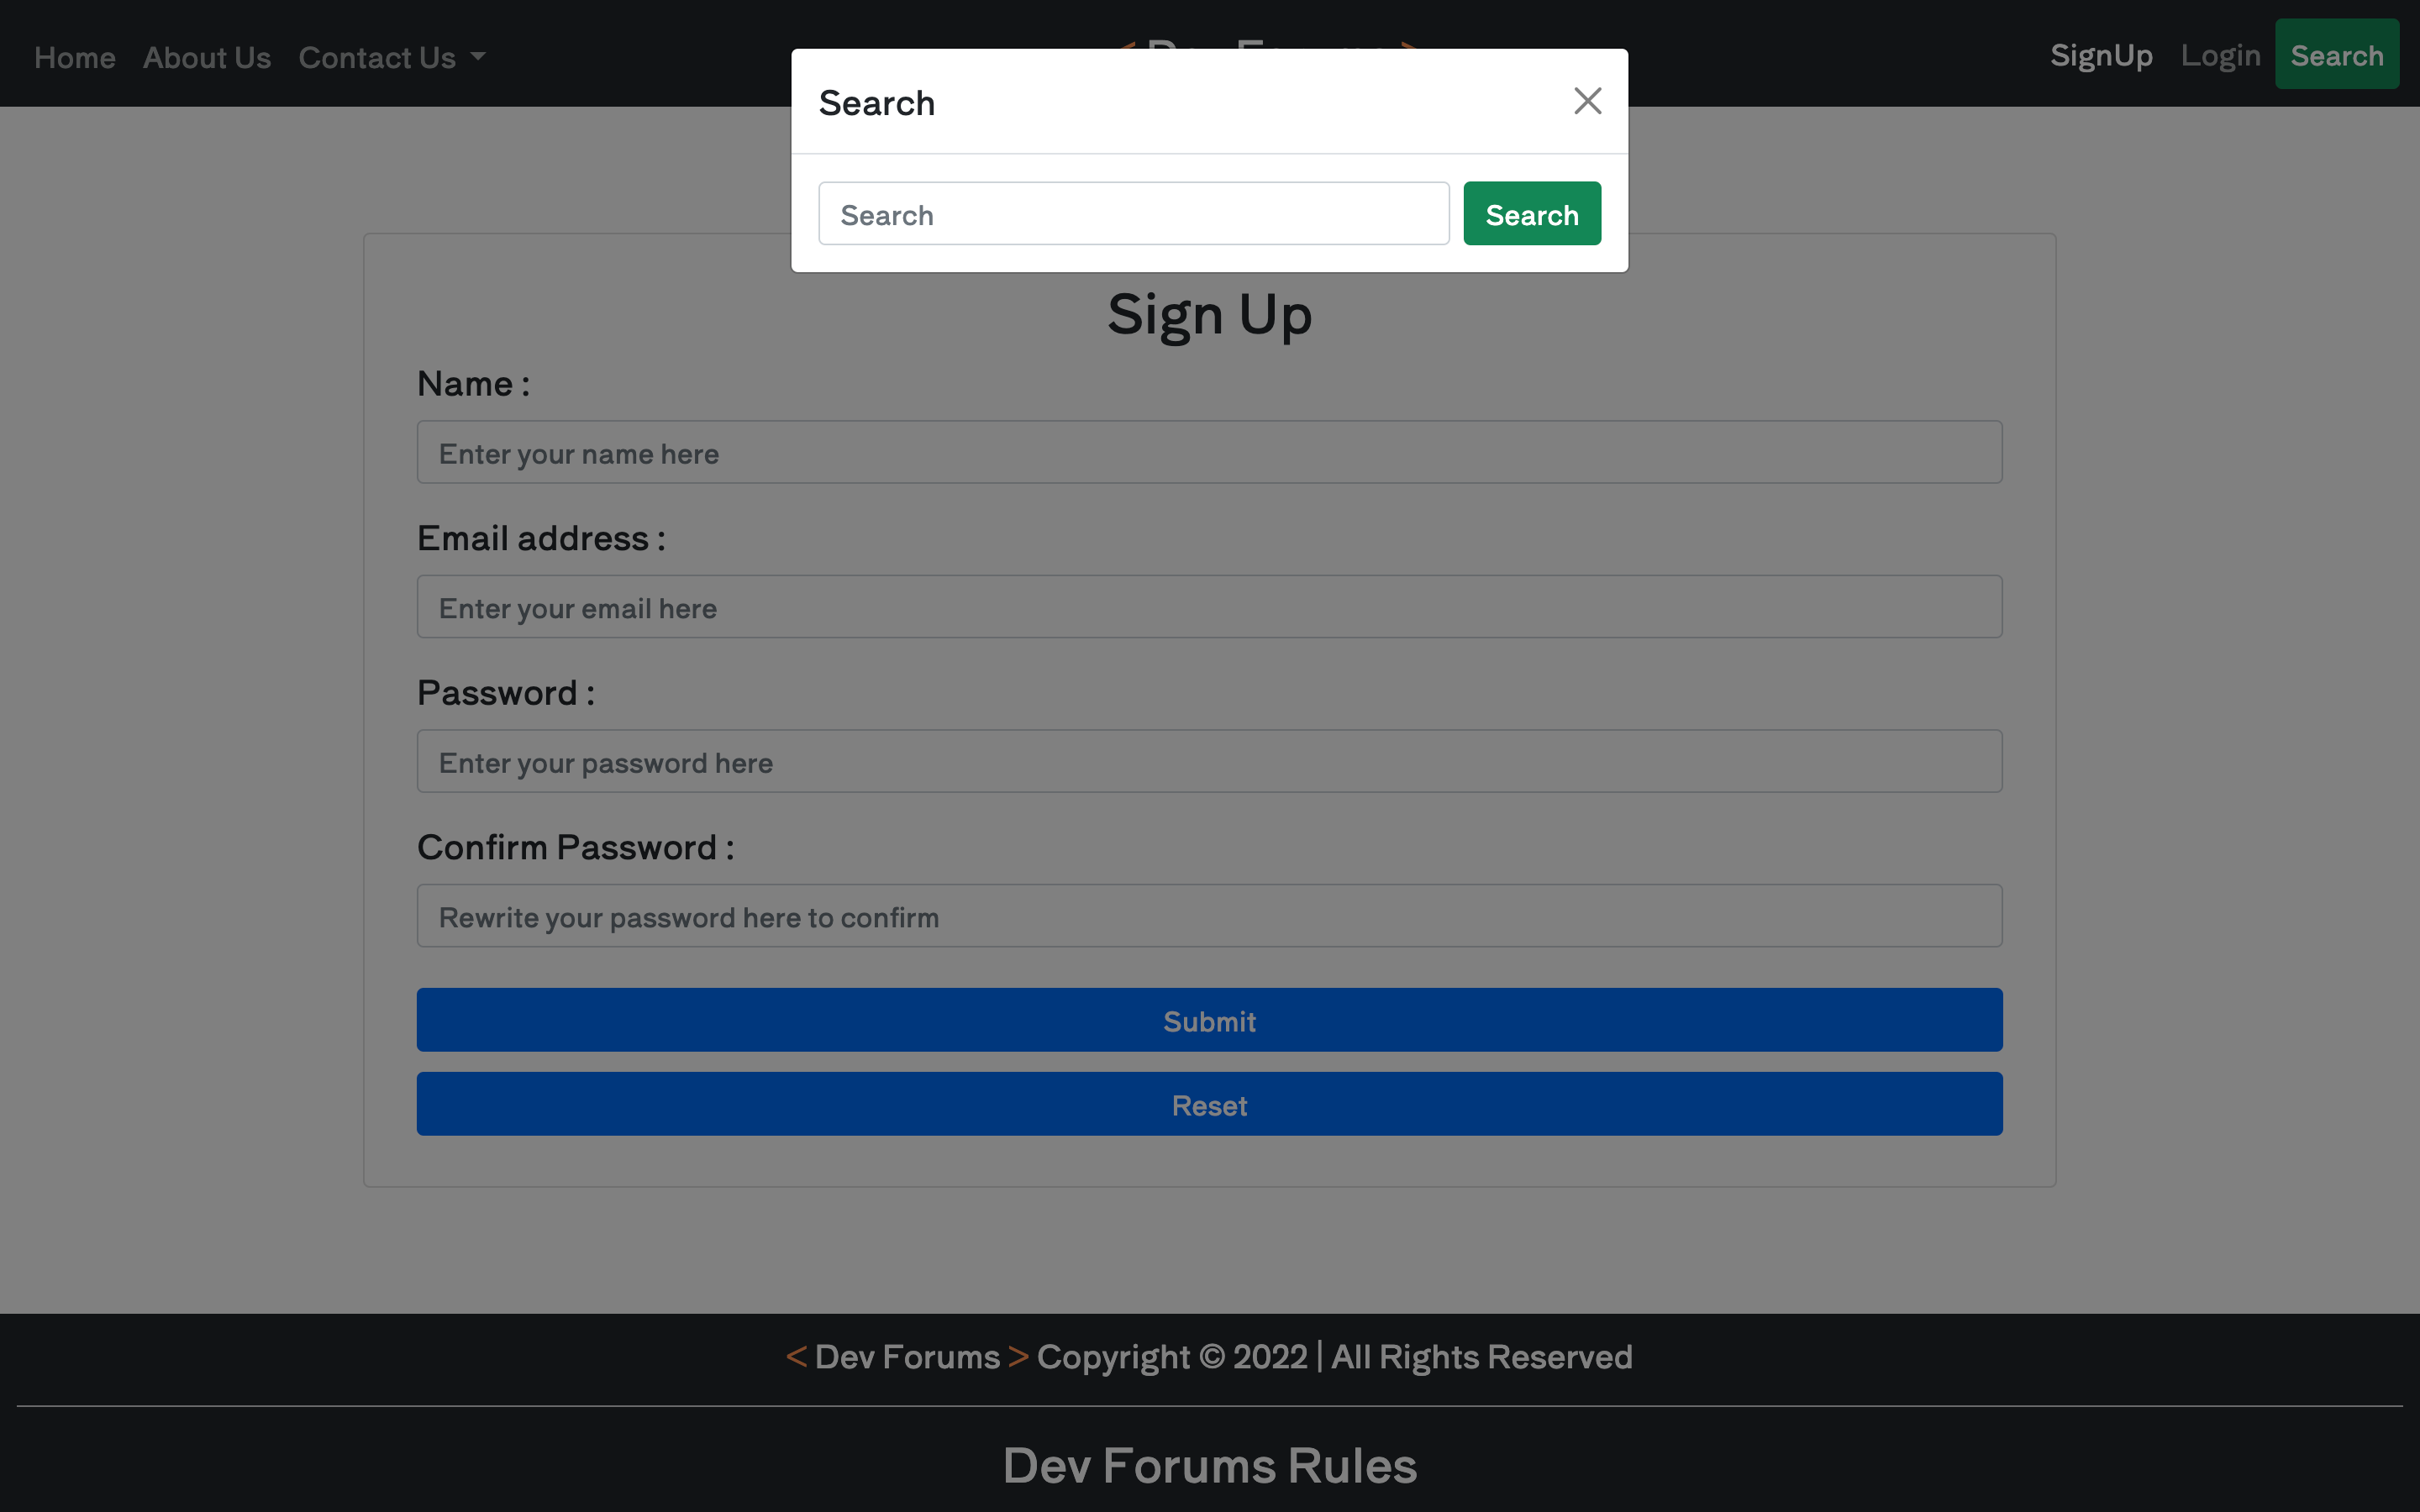 Home About Us Contact Us
SignUp Login Search
Search
Search Search
Sign Up
Name :
Enter your name here
Email address :
Enter your email here
Password :
Enter your password here
Confirm Password :
Rewrite your password here to confirm
Submit
Reset
< Dev Forums > Copyright © 2022 | All Rights Reserved
Dev Forums Rules